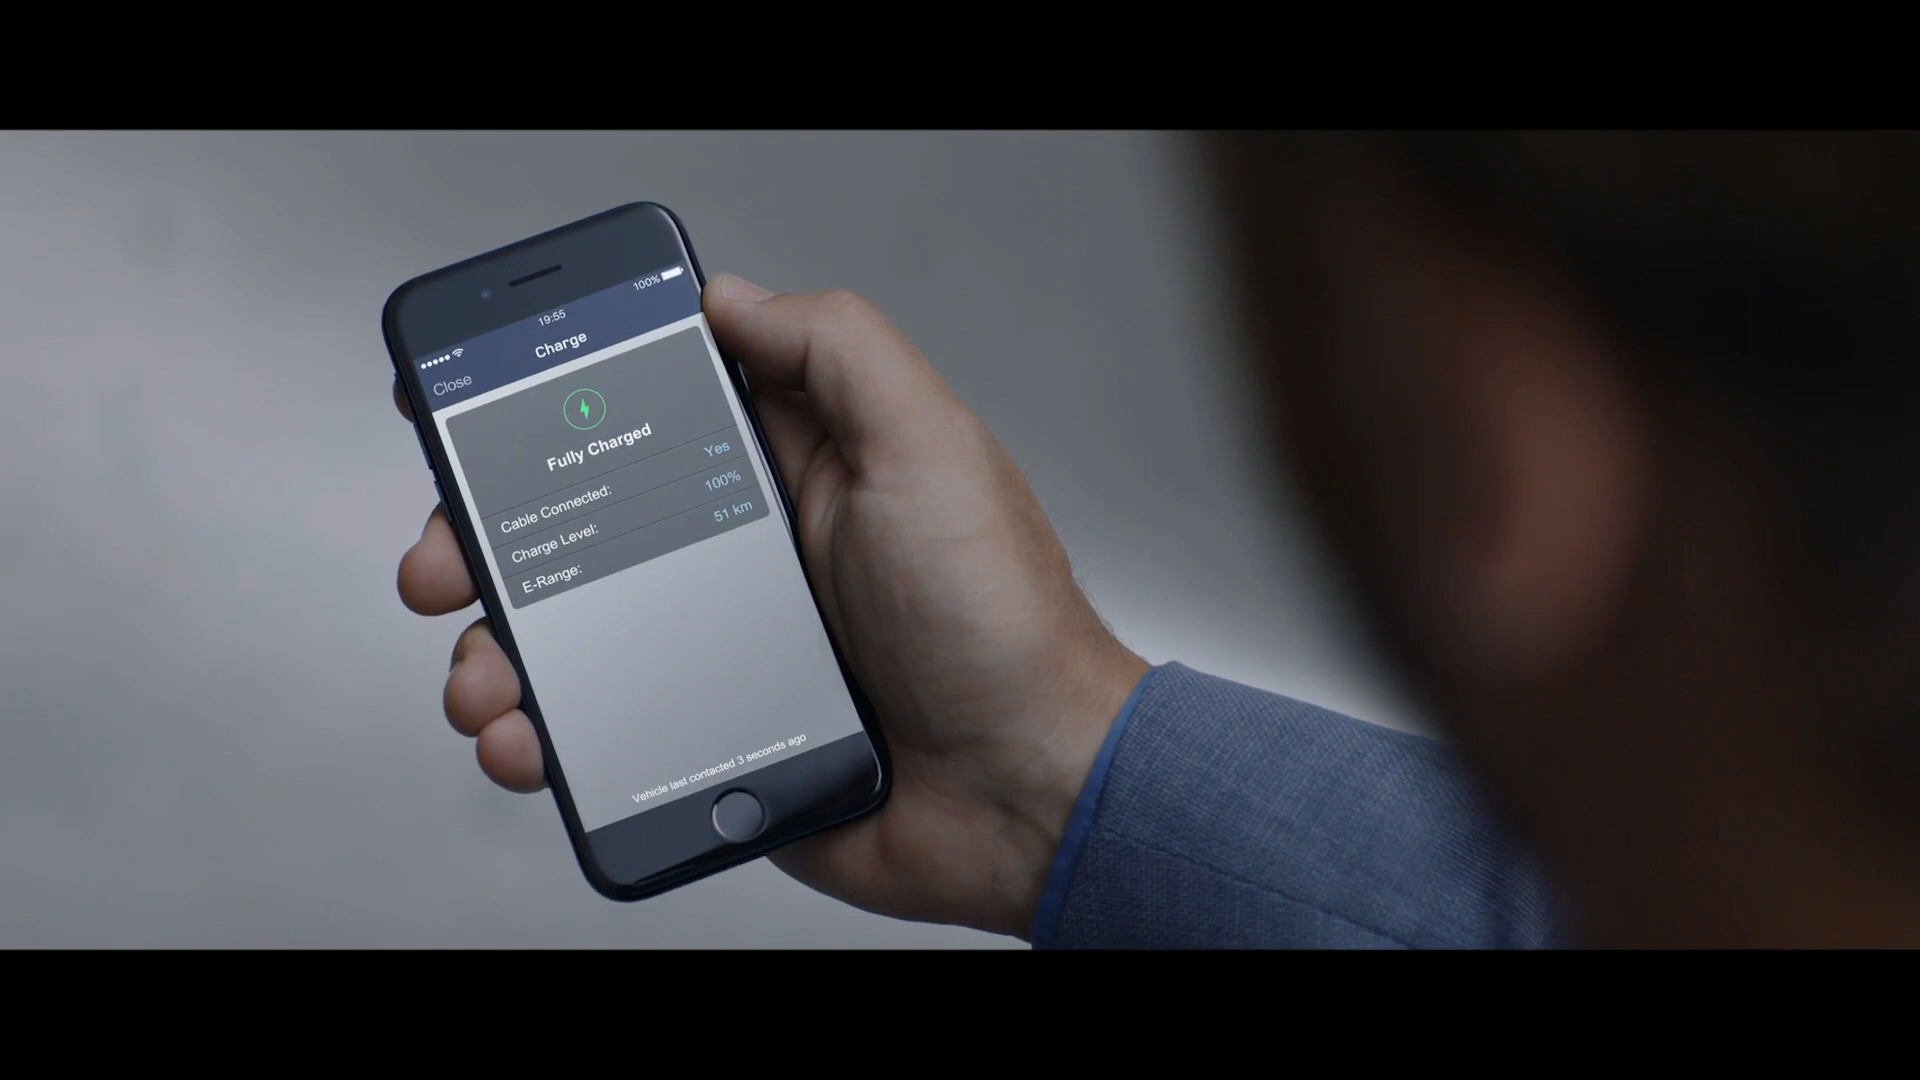 19:55
100%
Close
Charge
Fully Charged
Cable Connected: Yes
Charge Level: 100%
E-Range: 51 km
Vehicle last contacted 3 seconds ago